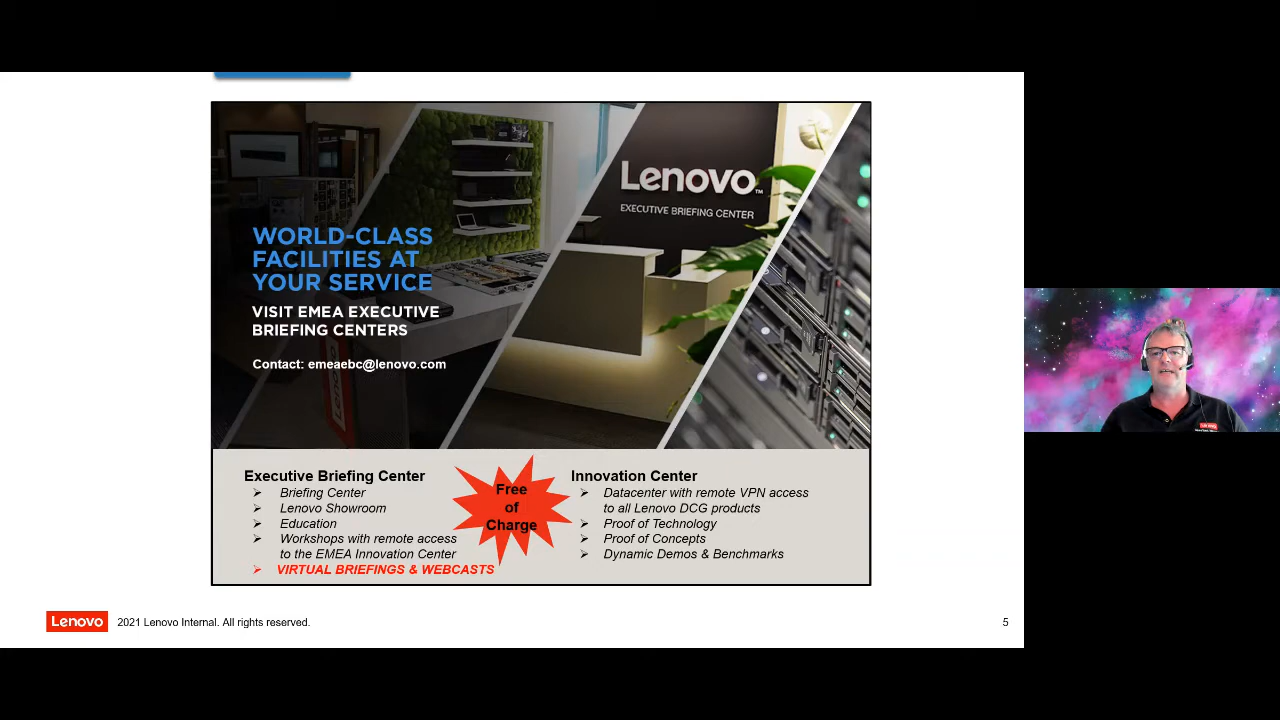 Lenovo™
EXECUTIVE BRIEFING CENTER
WORLD-CLASS
FACILITIES AT
YOUR SERVICE
VISIT EMEA EXECUTIVE
BRIEFING CENTERS
Contact: emeaebc@lenovo.com
Lenovo
Executive Briefing Center
➢ Briefing Center
➢ Lenovo Showroom
➢ Education
➢ Workshops with remote access
to the EMEA Innovation Center
➢ VIRTUAL BRIEFINGS & WEBCASTS
Free
of
Charge
Innovation Center
➢ Datacenter with remote VPN access
to all Lenovo DCG products
➢ Proof of Technology
➢ Proof of Concepts
➢ Dynamic Demos & Benchmarks
Lenovo
2021 Lenovo Internal. All rights reserved.
5